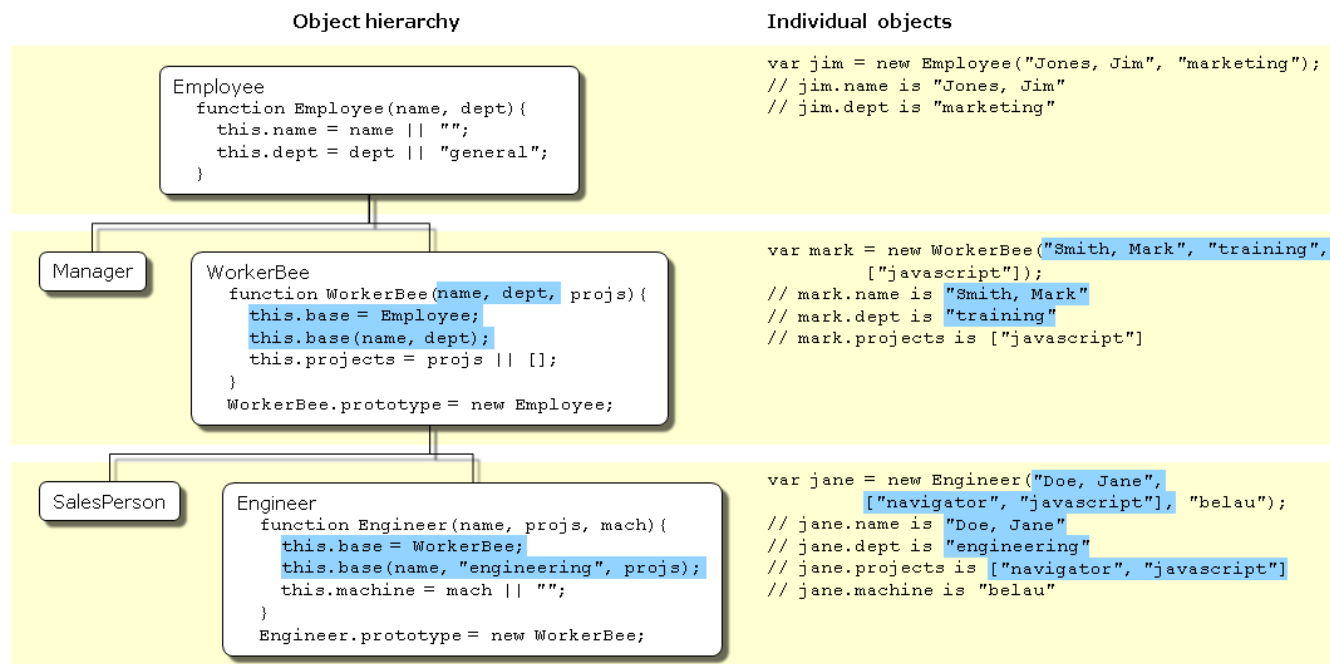 Object hierarchy
Individual objects
Employee
function Employee(name, dept){
this.name = name || "";
this.dept = dept || "general";
}
var jim = new Employee("Jones, Jim", "marketing");
// jim.name is "Jones, Jim"
// jim.dept is "marketing"
Manager
WorkerBee
function WorkerBee(name, dept, projs){
this.base = Employee;
this.base(name, dept);
this.projects = projs || [];
}
WorkerBee.prototype = new Employee;
var mark = new WorkerBee("Smith, Mark", "training",
["javascript"]);
// mark.name is "Smith, Mark"
// mark.dept is "training"
// mark.projects is ["javascript"]
SalesPerson
Engineer
function Engineer(name, projs, mach){
this.base = WorkerBee;
this.base(name, "engineering", projs);
this.machine = mach || "";
}
Engineer.prototype = new WorkerBee;
var jane = new Engineer("Doe, Jane",
["navigator", "javascript"], "belau");
// jane.name is "Doe, Jane"
// jane.dept is "engineering"
// jane.projects is ["navigator", "javascript"]
// jane.machine is "belau"